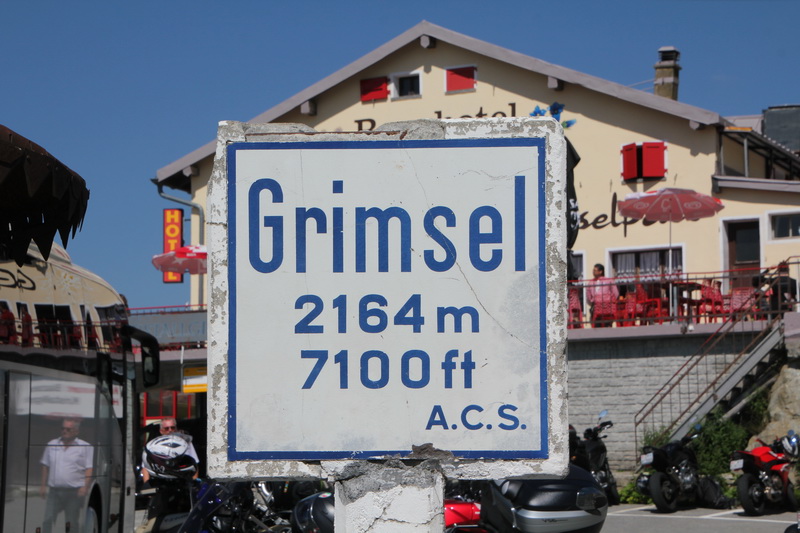 Grimsel
2164 m
7100 ft
A.C.S.
HOTEL